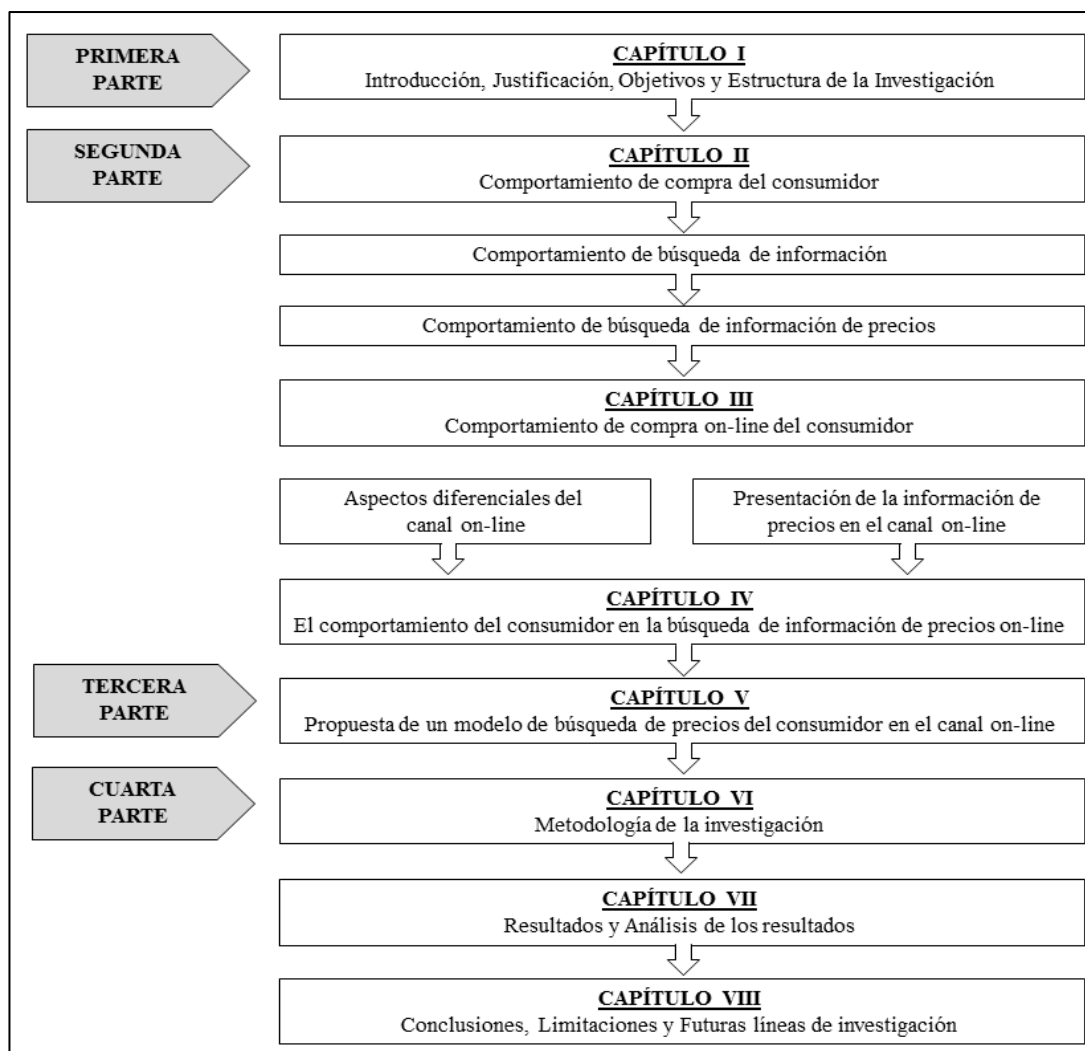 PRIMERA
PARTE
CAPÍTULO I
Introducción, Justificación, Objetivos y Estructura de la Investigación
SEGUNDA
PARTE
CAPÍTULO II
Comportamiento de compra del consumidor
Comportamiento de búsqueda de información
Comportamiento de búsqueda de información de precios
CAPÍTULO III
Comportamiento de compra on-line del consumidor
Aspectos diferenciales del
canal on-line
Presentación de la información de
precios en el canal on-line
CAPÍTULO IV
El comportamiento del consumidor en la búsqueda de información de precios on-line
TERCERA
PARTE
CAPÍTULO V
Propuesta de un modelo de búsqueda de precios del consumidor en el canal on-line
CUARTA
PARTE
CAPÍTULO VI
Metodología de la investigación
CAPÍTULO VII
Resultados y Análisis de los resultados
CAPÍTULO VIII
Conclusiones, Limitaciones y Futuras líneas de investigación